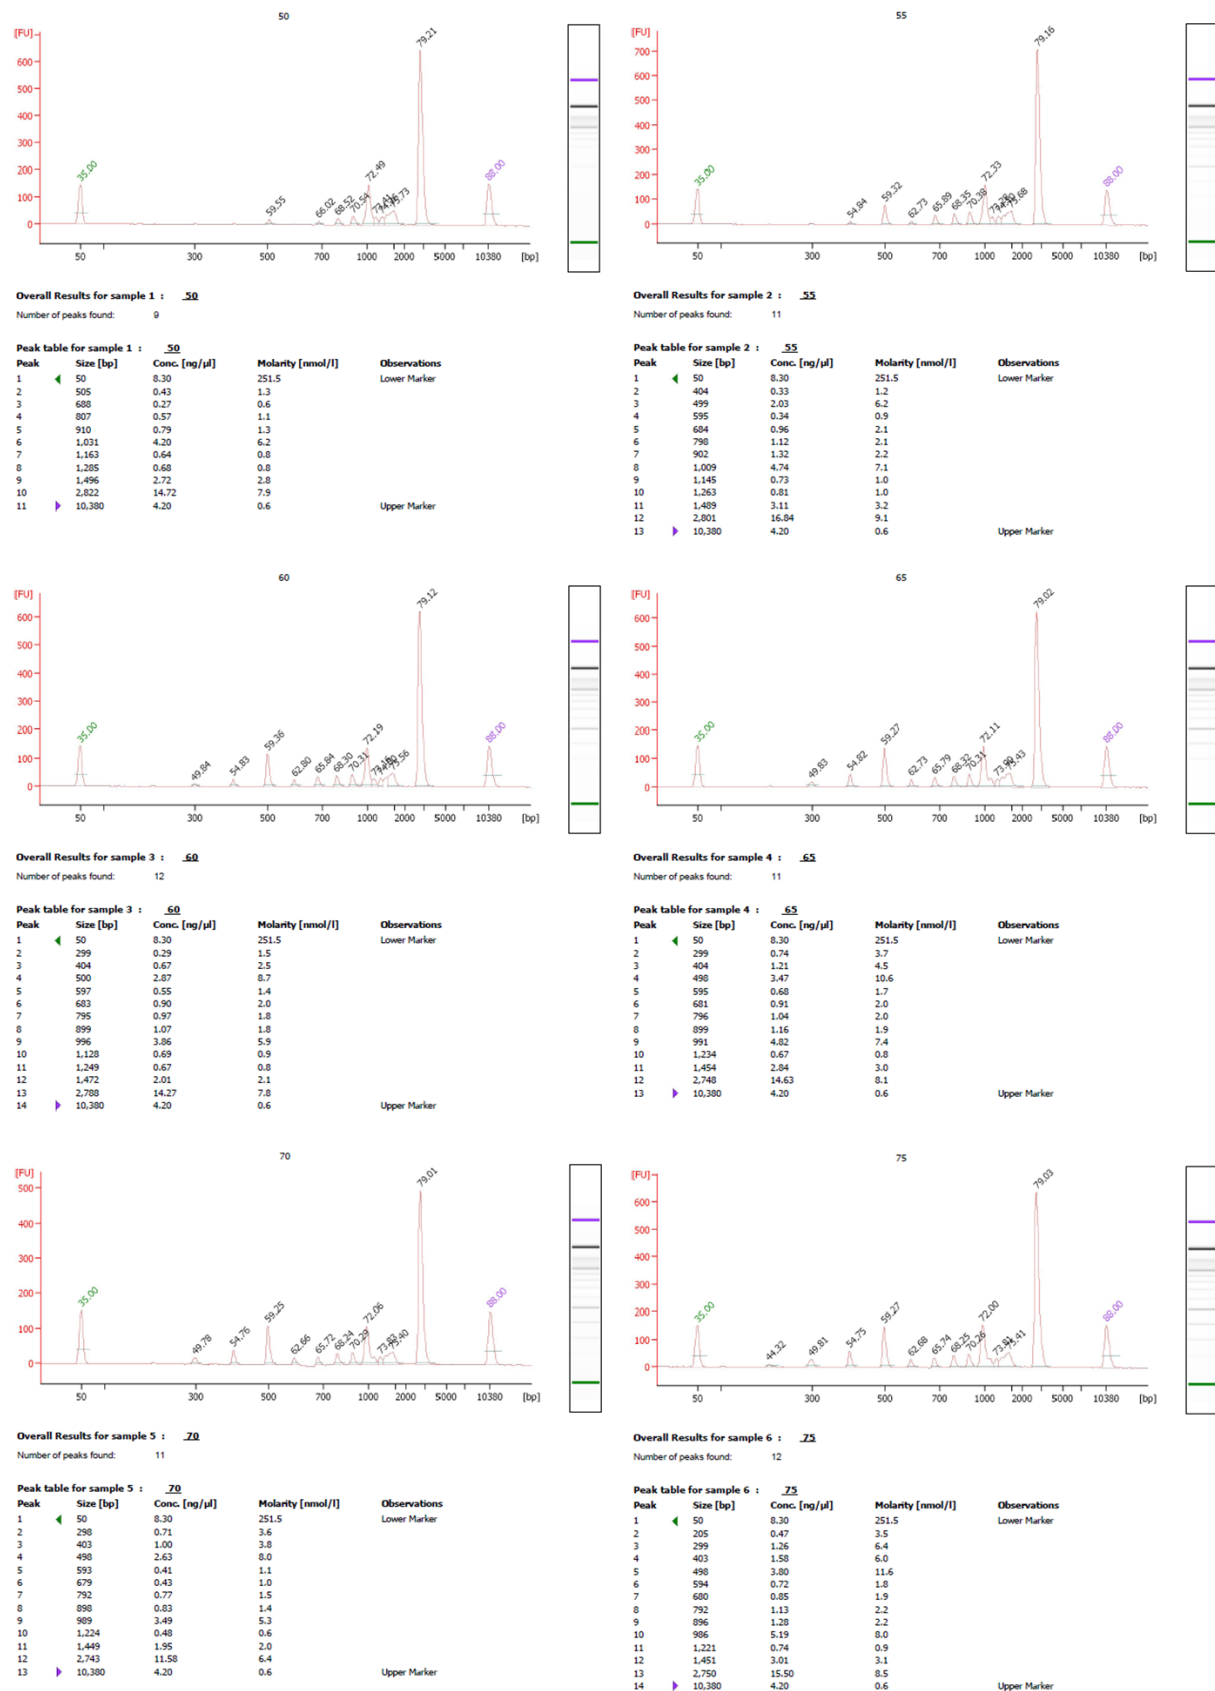 50
[FU]
79.21
600
500
400
300
200
100
0
35.00
59.55
66.02
68.52
70.54
72.49
73.41
75.73
88.00
50 300 500 700 1000 2000 5000 10380 [bp]
Overall Results for sample 1 : 50
Number of peaks found: 9
Peak table for sample 1 : 50
Peak Size [bp] Conc. [ng/µl] Molarity [nmol/l] Observations
1 50 8.30 251.5 Lower Marker
2 505 0.43 1.3
3 688 0.27 0.6
4 807 0.57 1.1
5 910 0.79 1.3
6 1,031 4.20 6.2
7 1,163 0.64 0.8
8 1,285 0.68 0.8
9 1,496 2.72 2.8
10 2,822 14.72 7.9
11 10,380 4.20 0.6 Upper Marker
55
[FU]
79.16
700
600
500
400
300
200
100
0
35.00
54.84
59.32
62.73
65.89
68.35
70.38
72.33
75.68
88.00
50 300 500 700 1000 2000 5000 10380 [bp]
Overall Results for sample 2 : 55
Number of peaks found: 11
Peak table for sample 2 : 55
Peak Size [bp] Conc. [ng/µl] Molarity [nmol/l] Observations
1 50 8.30 251.5 Lower Marker
2 404 0.33 1.2
3 499 2.03 6.2
4 595 0.34 0.9
5 684 0.96 2.1
6 798 1.12 2.1
7 902 1.32 2.2
8 1,009 4.74 7.1
9 1,145 0.73 1.0
10 1,263 0.81 1.0
11 1,489 3.11 3.2
12 2,801 16.84 9.1
13 10,380 4.20 0.6 Upper Marker
60
[FU]
79.12
600
500
400
300
200
100
0
35.00
49.84
54.83
59.36
62.80
65.84
68.30
70.31
72.19
75.56
88.00
50 300 500 700 1000 2000 5000 10380 [bp]
Overall Results for sample 3 : 60
Number of peaks found: 12
Peak table for sample 3 : 60
Peak Size [bp] Conc. [ng/µl] Molarity [nmol/l] Observations
1 50 8.30 251.5 Lower Marker
2 299 0.29 1.5
3 404 0.67 2.5
4 500 2.87 8.7
5 597 0.55 1.4
6 683 0.90 2.0
7 795 0.97 1.8
8 899 1.07 1.8
9 996 3.86 5.9
10 1,128 0.69 0.9
11 1,249 0.67 0.8
12 1,472 2.01 2.1
13 2,788 14.27 7.8
14 10,380 4.20 0.6 Upper Marker
65
[FU]
79.02
600
500
400
300
200
100
0
35.00
49.83
54.82
59.27
62.73
65.79
68.32
70.31
72.11
73.90
75.43
88.00
50 300 500 700 1000 2000 5000 10380 [bp]
Overall Results for sample 4 : 65
Number of peaks found: 11
Peak table for sample 4 : 65
Peak Size [bp] Conc. [ng/µl] Molarity [nmol/l] Observations
1 50 8.30 251.5 Lower Marker
2 299 0.74 3.7
3 404 1.21 4.5
4 498 3.47 10.6
5 595 0.68 1.7
6 681 0.91 2.0
7 796 1.04 2.0
8 899 1.16 1.9
9 991 4.82 7.4
10 1,234 0.67 0.8
11 1,454 2.84 3.0
12 2,748 14.63 8.1
13 10,380 4.20 0.6 Upper Marker
70
[FU]
79.01
500
400
300
200
100
0
35.00
49.78
54.76
59.25
62.66
65.72
68.24
70.29
72.06
75.40
88.00
50 300 500 700 1000 2000 5000 10380 [bp]
Overall Results for sample 5 : 70
Number of peaks found: 11
Peak table for sample 5 : 70
Peak Size [bp] Conc. [ng/µl] Molarity [nmol/l] Observations
1 50 8.30 251.5 Lower Marker
2 298 0.71 3.6
3 403 1.00 3.8
4 498 2.63 8.0
5 593 0.41 1.1
6 679 0.43 1.0
7 792 0.77 1.5
8 898 0.83 1.4
9 989 3.49 5.3
10 1,224 0.48 0.6
11 1,449 1.95 2.0
12 2,743 11.58 6.4
13 10,380 4.20 0.6 Upper Marker
75
[FU]
79.03
600
500
400
300
200
100
0
35.00
44.32
49.81
54.75
59.27
62.68
65.74
68.25
70.26
72.00
75.41
88.00
50 300 500 700 1000 2000 5000 10380 [bp]
Overall Results for sample 6 : 75
Number of peaks found: 12
Peak table for sample 6 : 75
Peak Size [bp] Conc. [ng/µl] Molarity [nmol/l] Observations
1 50 8.30 251.5 Lower Marker
2 205 0.47 3.5
3 299 1.26 6.4
4 403 1.58 6.0
5 498 3.80 11.6
6 594 0.72 1.8
7 680 0.85 1.9
8 792 1.13 2.2
9 896 1.28 2.2
10 986 5.19 8.0
11 1,221 0.74 0.9
12 1,451 3.01 3.1
13 2,750 15.50 8.5
14 10,380 4.20 0.6 Upper Marker